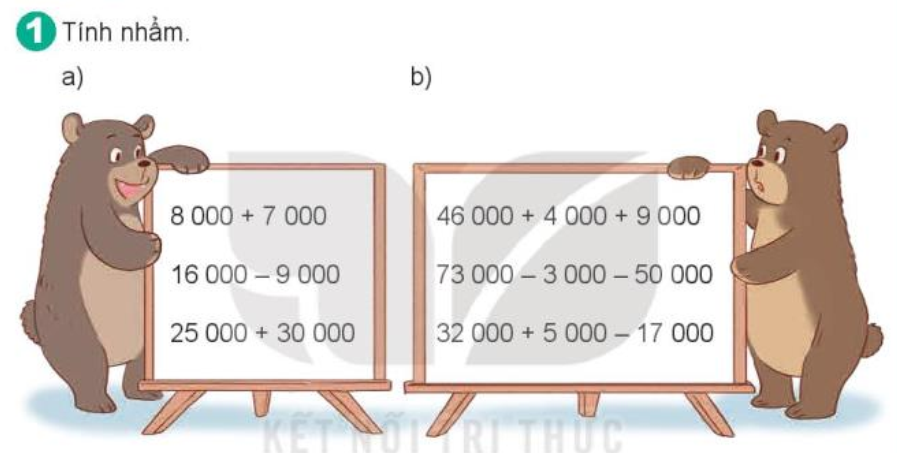 1 Tính nhẩm.
a)
8 000 + 7 000
16 000 – 9 000
25 000 + 30 000
b)
46 000 + 4 000 + 9 000
73 000 – 3 000 – 50 000
32 000 + 5 000 – 17 000
KẾT NỐI TRI THỨC